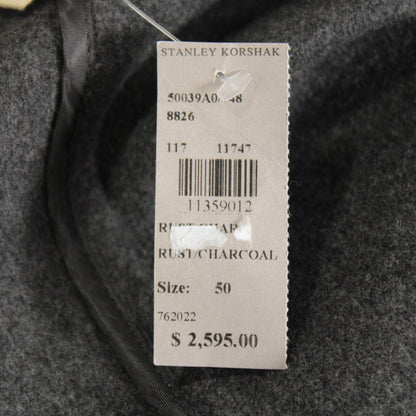 STANLEY KORSHAK
8826
117 11747
11359012
RUST/CHARCOAL
Size: 50
762022
$ 2,595.00